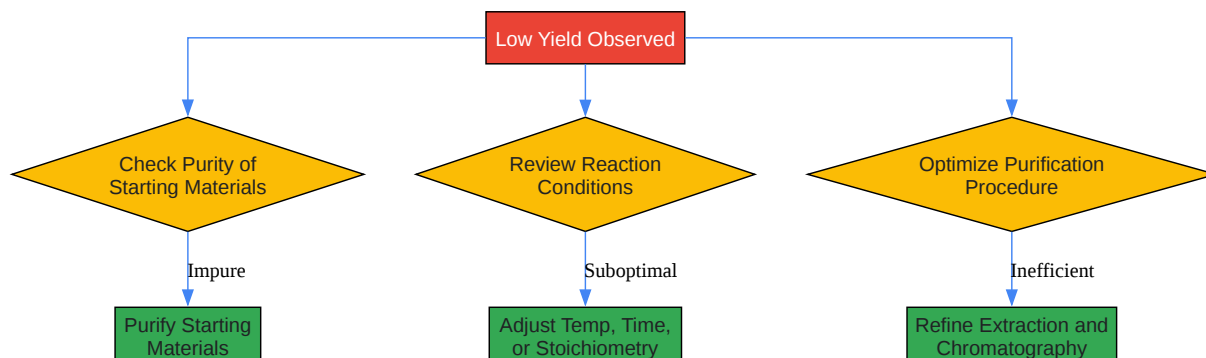 Low Yield Observed
Check Purity of
Starting Materials
Review Reaction
Conditions
Optimize Purification
Procedure
Impure
Suboptimal
Inefficient
Purify Starting
Materials
Adjust Temp, Time,
or Stoichiometry
Refine Extraction and
Chromatography